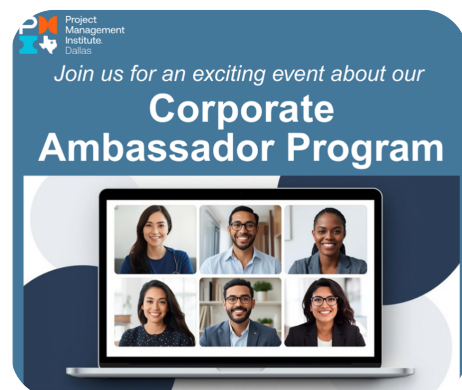 Project
Management
Institute.
Dallas
Join us for an exciting event about our
Corporate
Ambassador Program